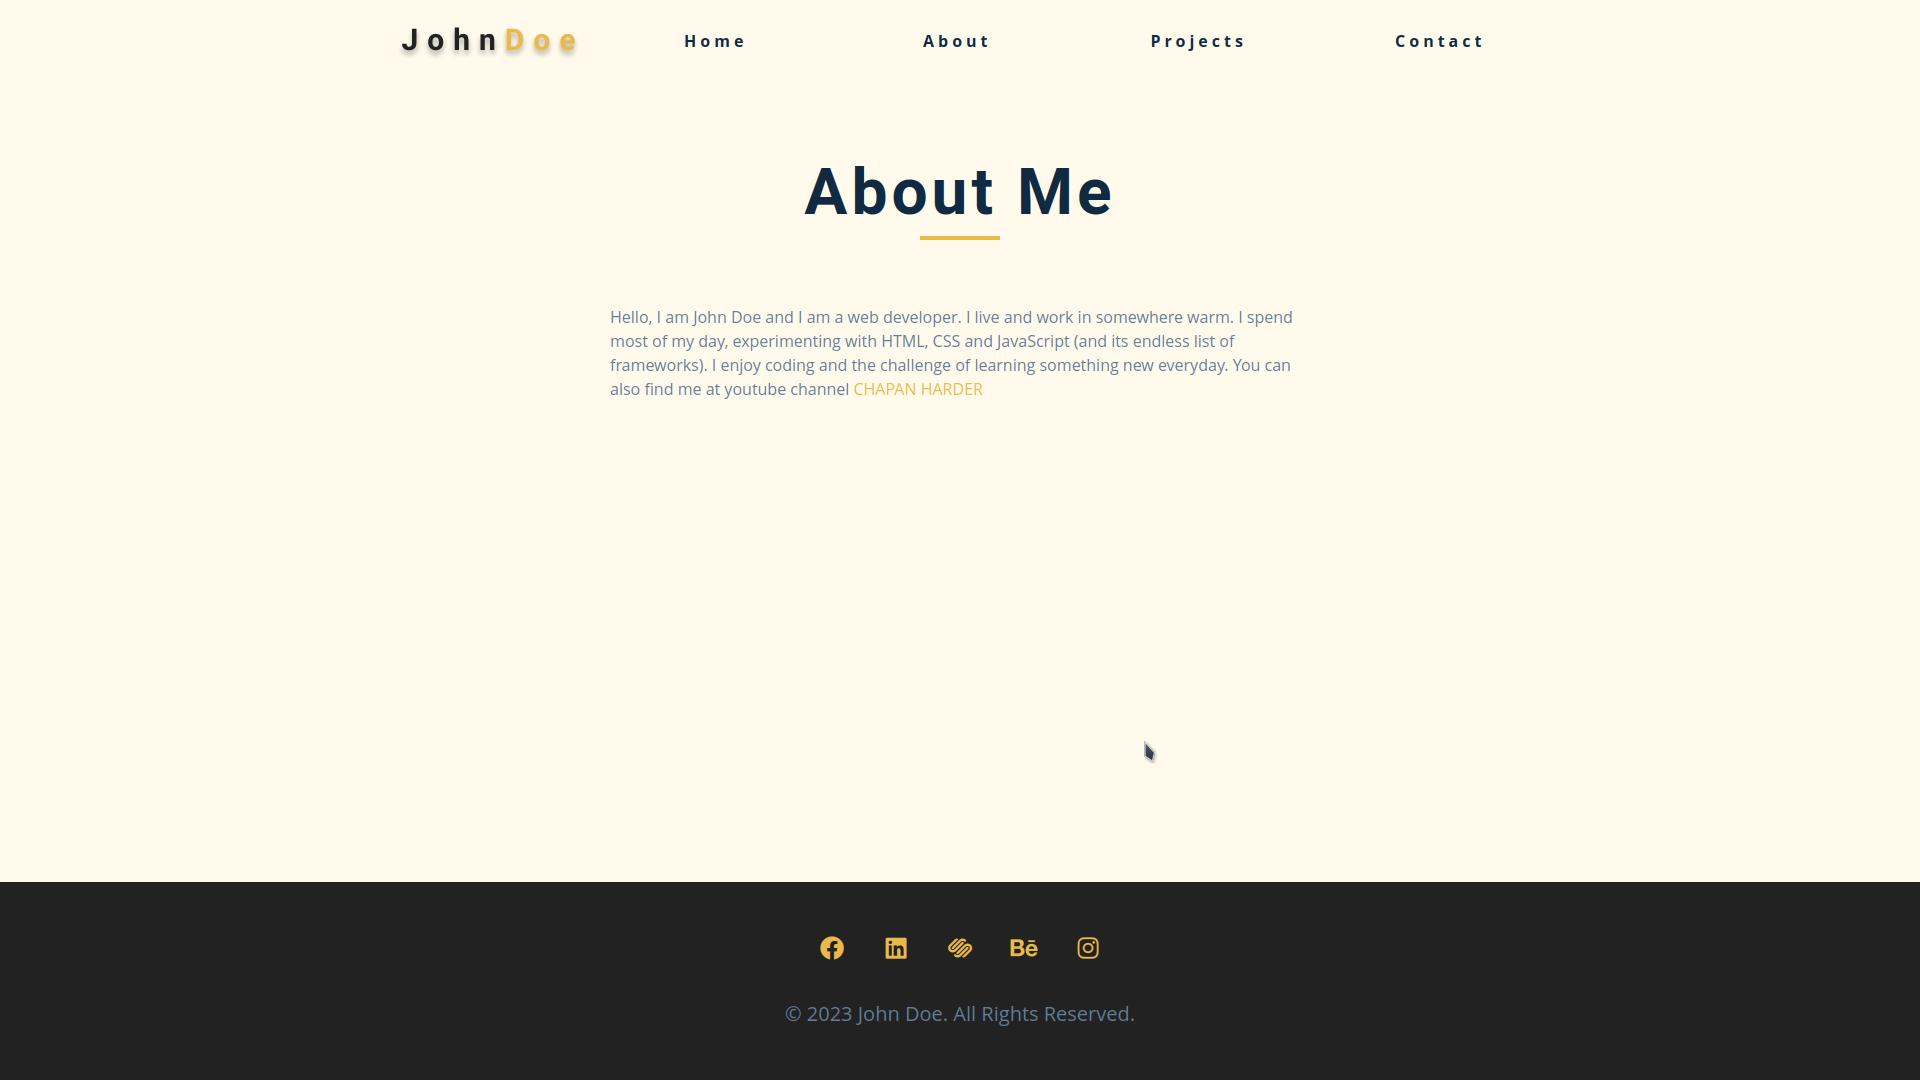 JohnDoe Home About Projects Contact
About Me
Hello, I am John Doe and I am a web developer. I live and work in somewhere warm. I spend
most of my day, experimenting with HTML, CSS and JavaScript (and its endless list of
frameworks). I enjoy coding and the challenge of learning something new everyday. You can
also find me at youtube channel CHAPAN HARDER
© 2023 John Doe. All Rights Reserved.